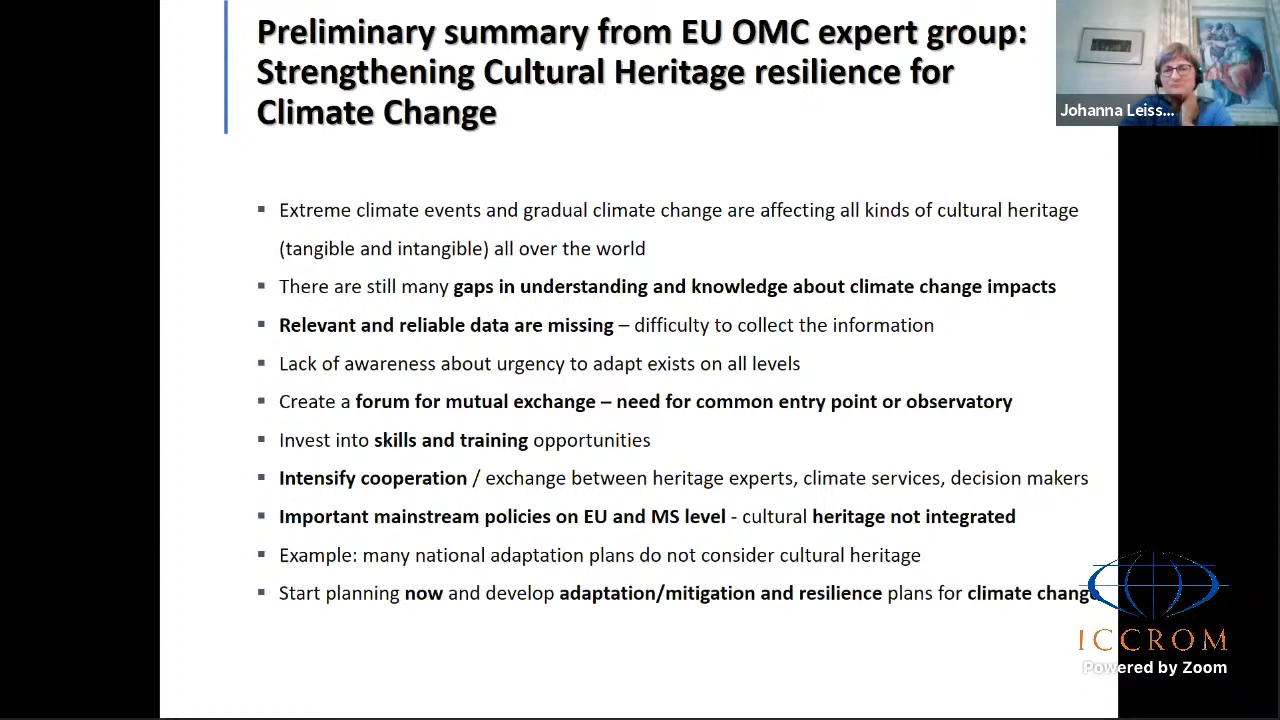 Preliminary summary from EU OMC expert group:
Strengthening Cultural Heritage resilience for
Climate Change
Johanna Leiss...
▪ Extreme climate events and gradual climate change are affecting all kinds of cultural heritage
(tangible and intangible) all over the world
▪ There are still many gaps in understanding and knowledge about climate change impacts
▪ Relevant and reliable data are missing – difficulty to collect the information
▪ Lack of awareness about urgency to adapt exists on all levels
▪ Create a forum for mutual exchange – need for common entry point or observatory
▪ Invest into skills and training opportunities
▪ Intensify cooperation / exchange between heritage experts, climate services, decision makers
▪ Important mainstream policies on EU and MS level - cultural heritage not integrated
▪ Example: many national adaptation plans do not consider cultural heritage
▪ Start planning now and develop adaptation/mitigation and resilience plans for climate change
ICCROM
Powered by Zoom